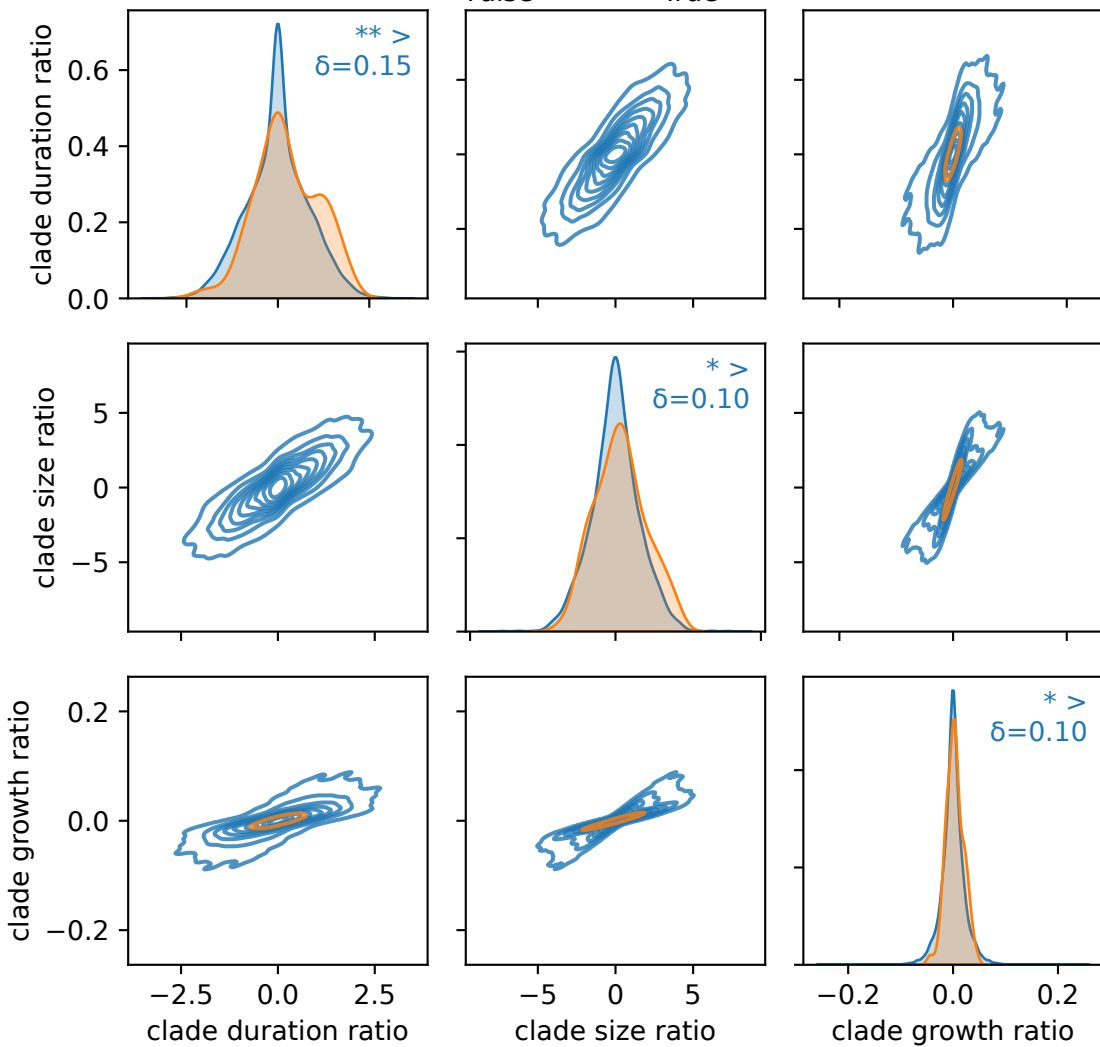 clade duration ratio
0.6
0.4
0.2
0.0
** >
δ=0.15
clade size ratio
5
0
−5
* >
δ=0.10
clade growth ratio
0.2
0.0
−0.2
* >
δ=0.10
−2.5 0.0 2.5
−5 0 5
−0.2 0.0 0.2
clade duration ratio
clade size ratio
clade growth ratio